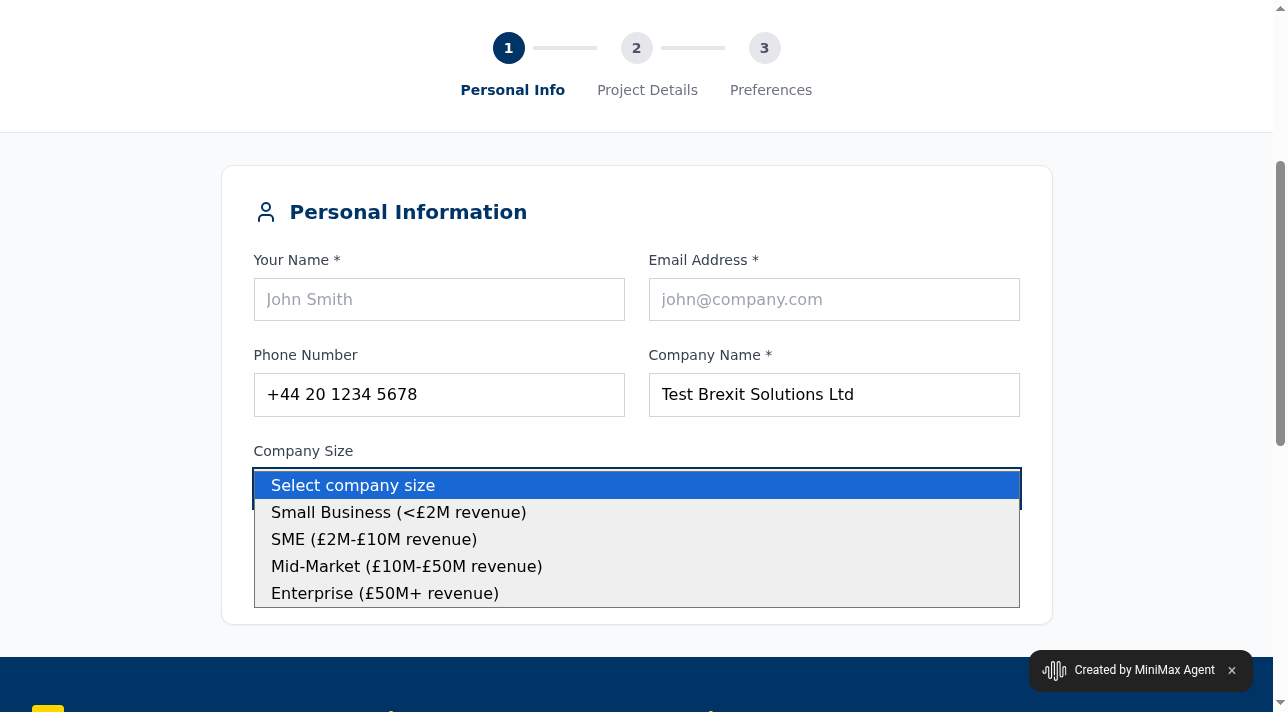 1
2
3
Personal Info
Project Details
Preferences
Personal Information
Your Name *
Email Address *
John Smith
john@company.com
Phone Number
Company Name *
+44 20 1234 5678
Test Brexit Solutions Ltd
Company Size
Select company size
Small Business (<£2M revenue)
SME (£2M-£10M revenue)
Mid-Market (£10M-£50M revenue)
Enterprise (£50M+ revenue)
Created by MiniMax Agent ×